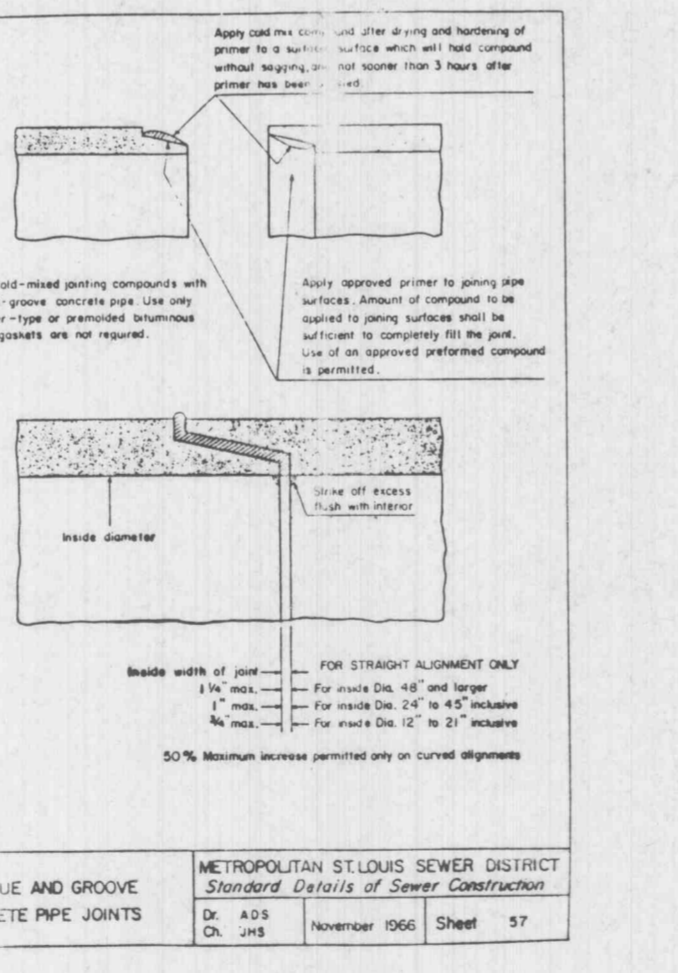 Apply cold mix compound after drying and hardening of
primer to a surface which will hold compound
without sagging, not sooner than 3 hours after
primer has been
old-mixed jointing compounds with
-groove concrete pipe. Use only
r-type or premolded bituminous
gaskets are not required.
Apply approved primer to joining pipe
surfaces. Amount of compound to be
applied to joining surfaces shall be
sufficient to completely fill the joint.
Use of an approved preformed compound
is permitted.
Strike off excess
flush with interior
Inside diameter
Inside width of joint FOR STRAIGHT ALIGNMENT ONLY
1 1/4" max. For inside Dia. 48" and larger
1" max. For inside Dia. 24" to 45" inclusive
3/4" max. For inside Dia. 12" to 21" inclusive
50% Maximum increase permitted only on curved alignments
UE AND GROOVE
ETE PIPE JOINTS
METROPOLITAN ST. LOUIS SEWER DISTRICT
Standard Details of Sewer Construction
Dr. ADS
Ch. JHS
November 1966
Sheet 57